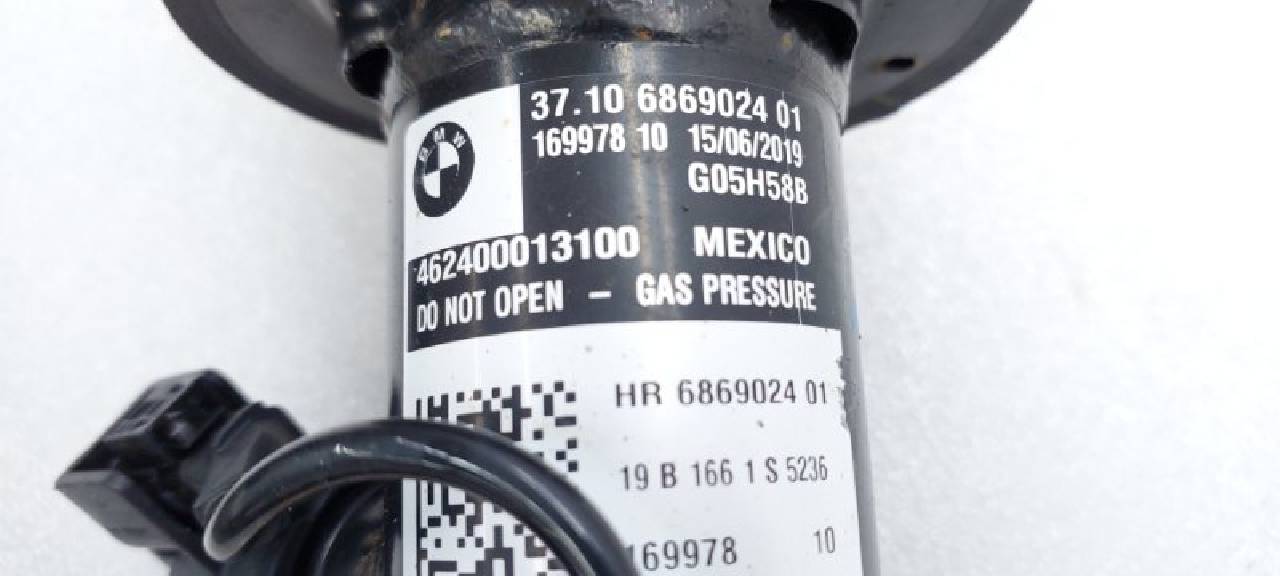 BMW
37.10 6869024 01
169978 10 15/06/2019
G05H58B
462400013100 MEXICO
DO NOT OPEN – GAS PRESSURE
HR 6869024 01
19 B 166 1 S 5236
169978 10